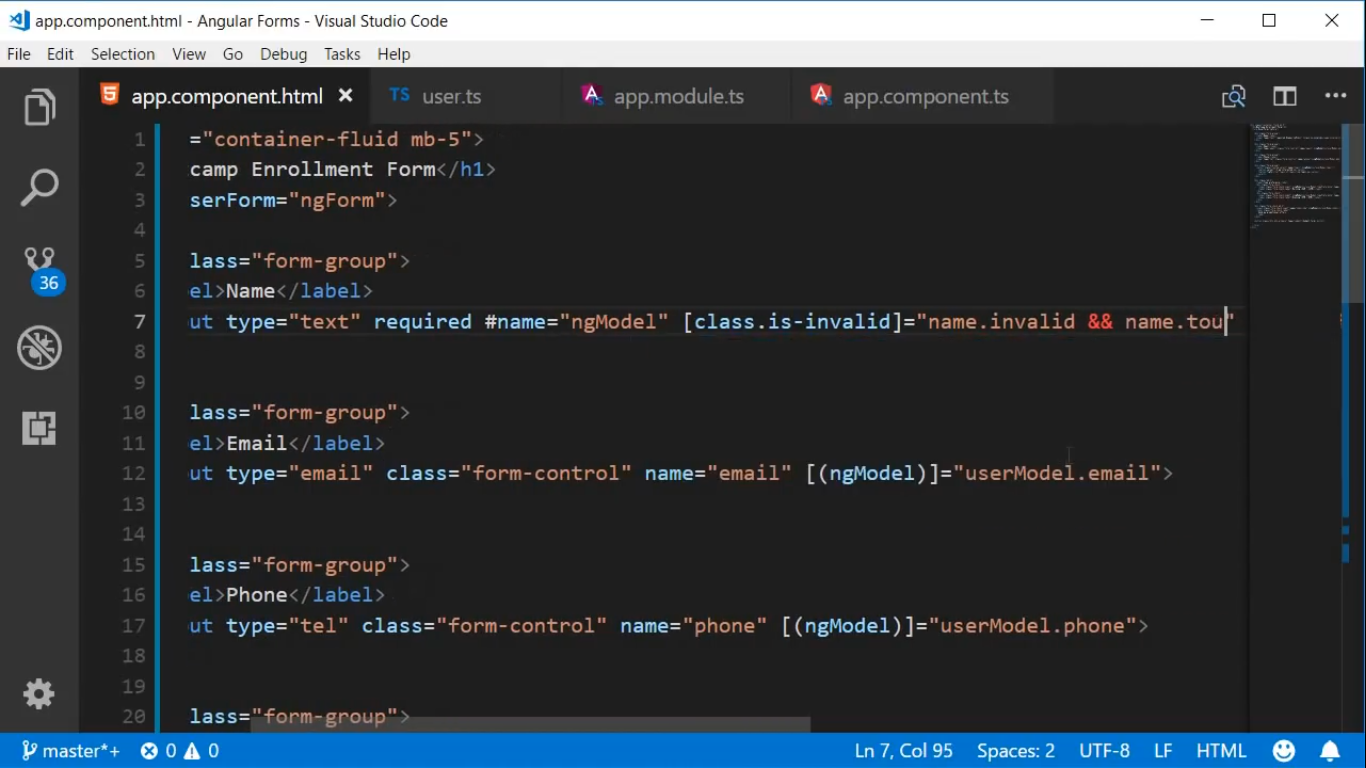 app.component.html - Angular Forms - Visual Studio Code
File Edit Selection View Go Debug Tasks Help
app.component.html TS user.ts app.module.ts app.component.ts
1 ="container-fluid mb-5">
2 camp Enrollment Form</h1>
3 serForm="ngForm">
4
5 lass="form-group">
6 el>Name</label>
7 ut type="text" required #name="ngModel" [class.is-invalid]="name.invalid && name.tou"
8
9
10 lass="form-group">
11 el>Email</label>
12 ut type="email" class="form-control" name="email" [(ngModel)]="userModel.email">
13
14
15 lass="form-group">
16 el>Phone</label>
17 ut type="tel" class="form-control" name="phone" [(ngModel)]="userModel.phone">
18
19
20 lass="form-group">
36
master*+ 0 0 Ln 7, Col 95 Spaces: 2 UTF-8 LF HTML